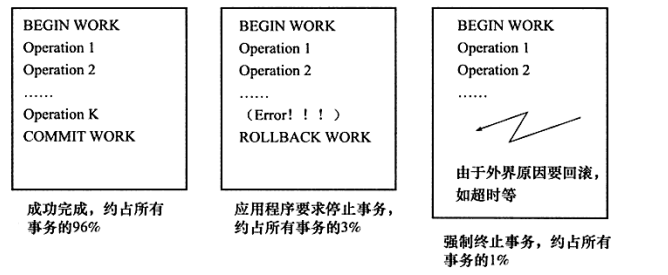 BEGIN WORK
Operation 1
Operation 2
……
Operation K
COMMIT WORK
成功完成，约占所有
事务的96%
BEGIN WORK
Operation 1
Operation 2
……
（Error！！！）
ROLLBACK WORK
应用程序要求停止事务，
约占所有事务的3%
BEGIN WORK
Operation 1
Operation 2
……
由于外界原因要回滚，
如超时等
强制终止事务，约占所有
事务的1%